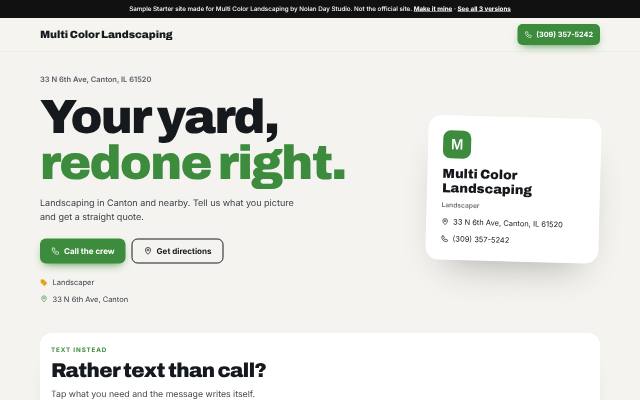 Sample Starter site made for Multi Color Landscaping by Nolan Day Studio. Not the official site. Make it mine · See all 3 versions
Multi Color Landscaping
(309) 357-5242
33 N 6th Ave, Canton, IL 61520
Your yard,
redone right.
Landscaping in Canton and nearby. Tell us what you picture
and get a straight quote.
Call the crew
Get directions
Landscaper
33 N 6th Ave, Canton
M
Multi Color
Landscaping
Landscaper
33 N 6th Ave, Canton, IL 61520
(309) 357-5242
TEXT INSTEAD
Rather text than call?
Tap what you need and the message writes itself.